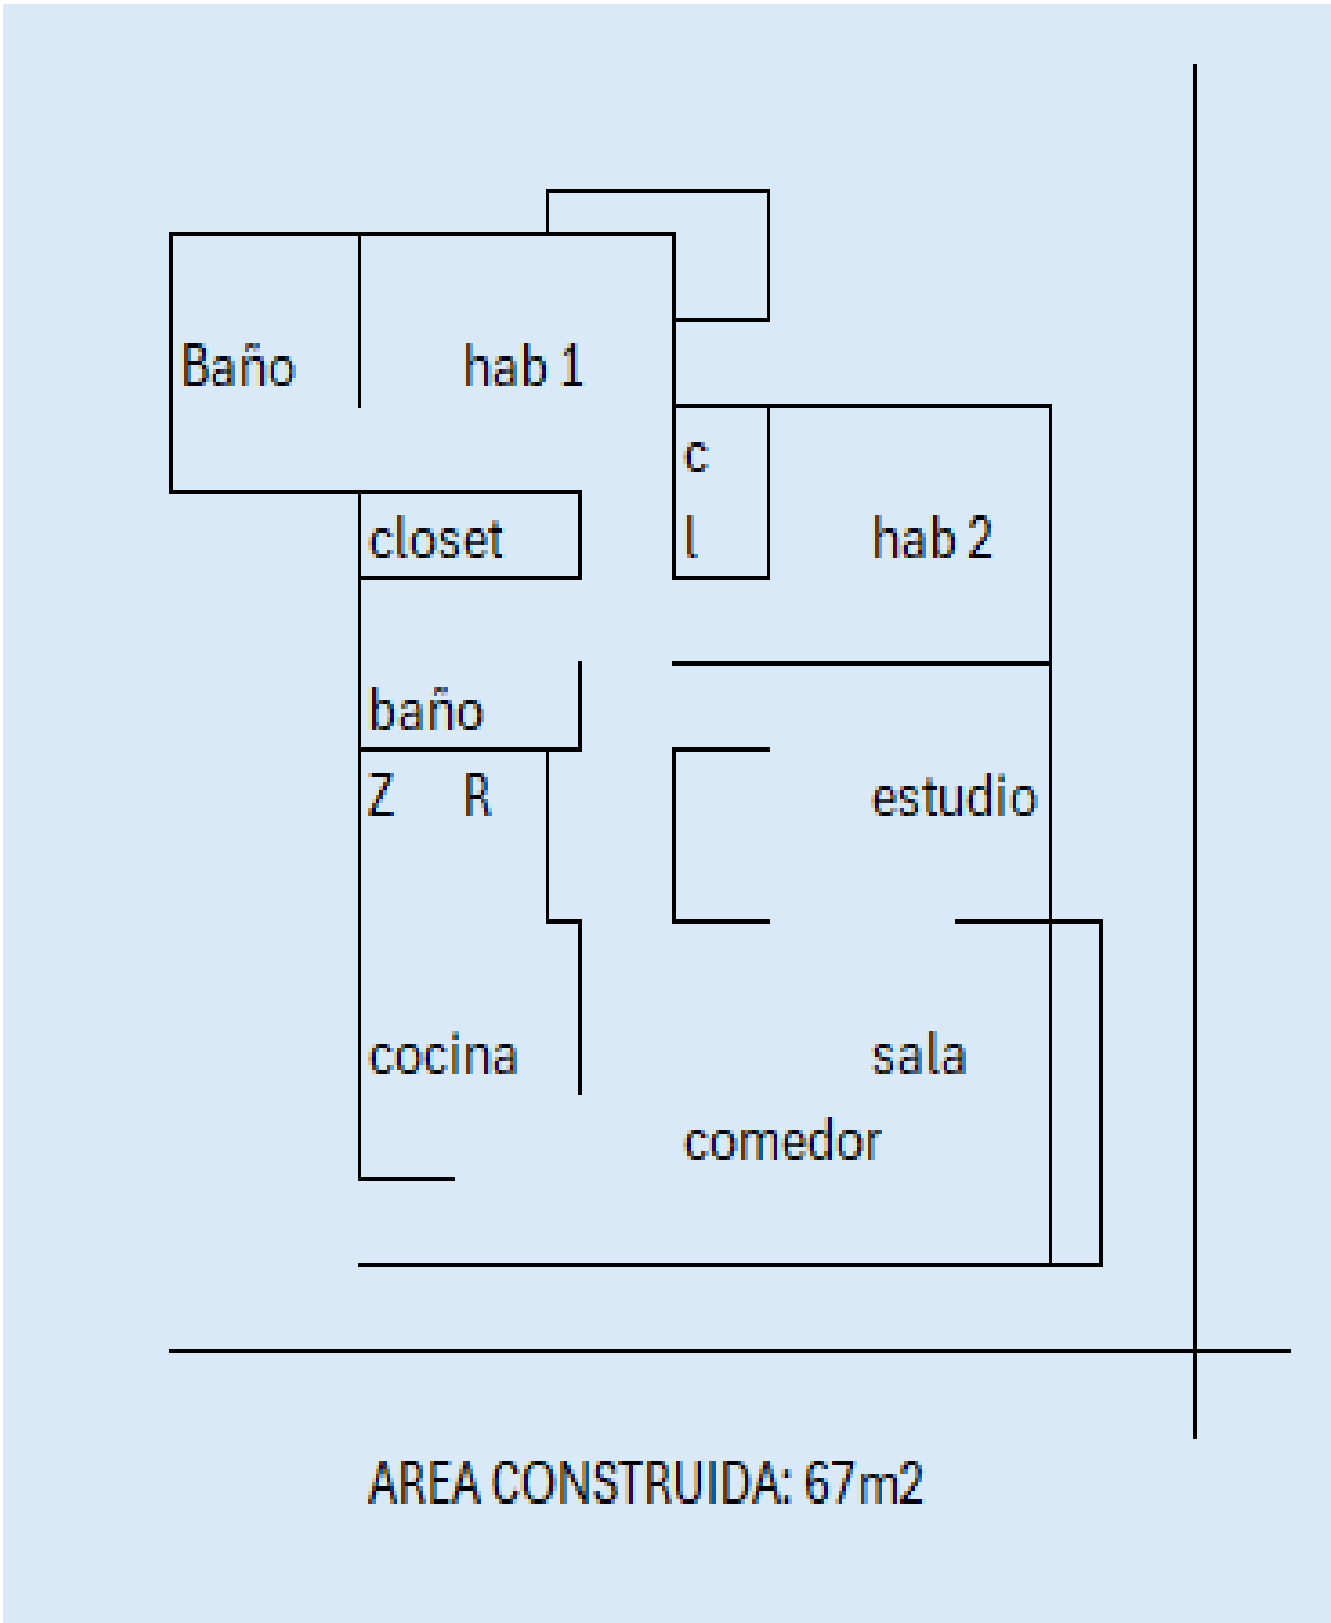 Baño hab 1
c
closet l hab 2
baño
Z R estudio
cocina sala
comedor
AREA CONSTRUIDA: 67m2